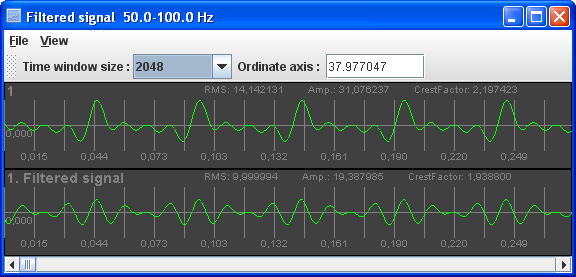 Filtered signal 50.0-100.0 Hz
File View
Time window size : 2048 Ordinate axis : 37.977047
1 RMS: 14,142131 Amp.: 31,076237 CrestFactor: 2,197423
0,000
0,015 0,044 0,073 0,103 0,132 0,161 0,190 0,220 0,249
1. Filtered signal RMS: 9,999994 Amp.: 19,387985 CrestFactor: 1,938800
0,000
0,015 0,044 0,073 0,103 0,132 0,161 0,190 0,220 0,249